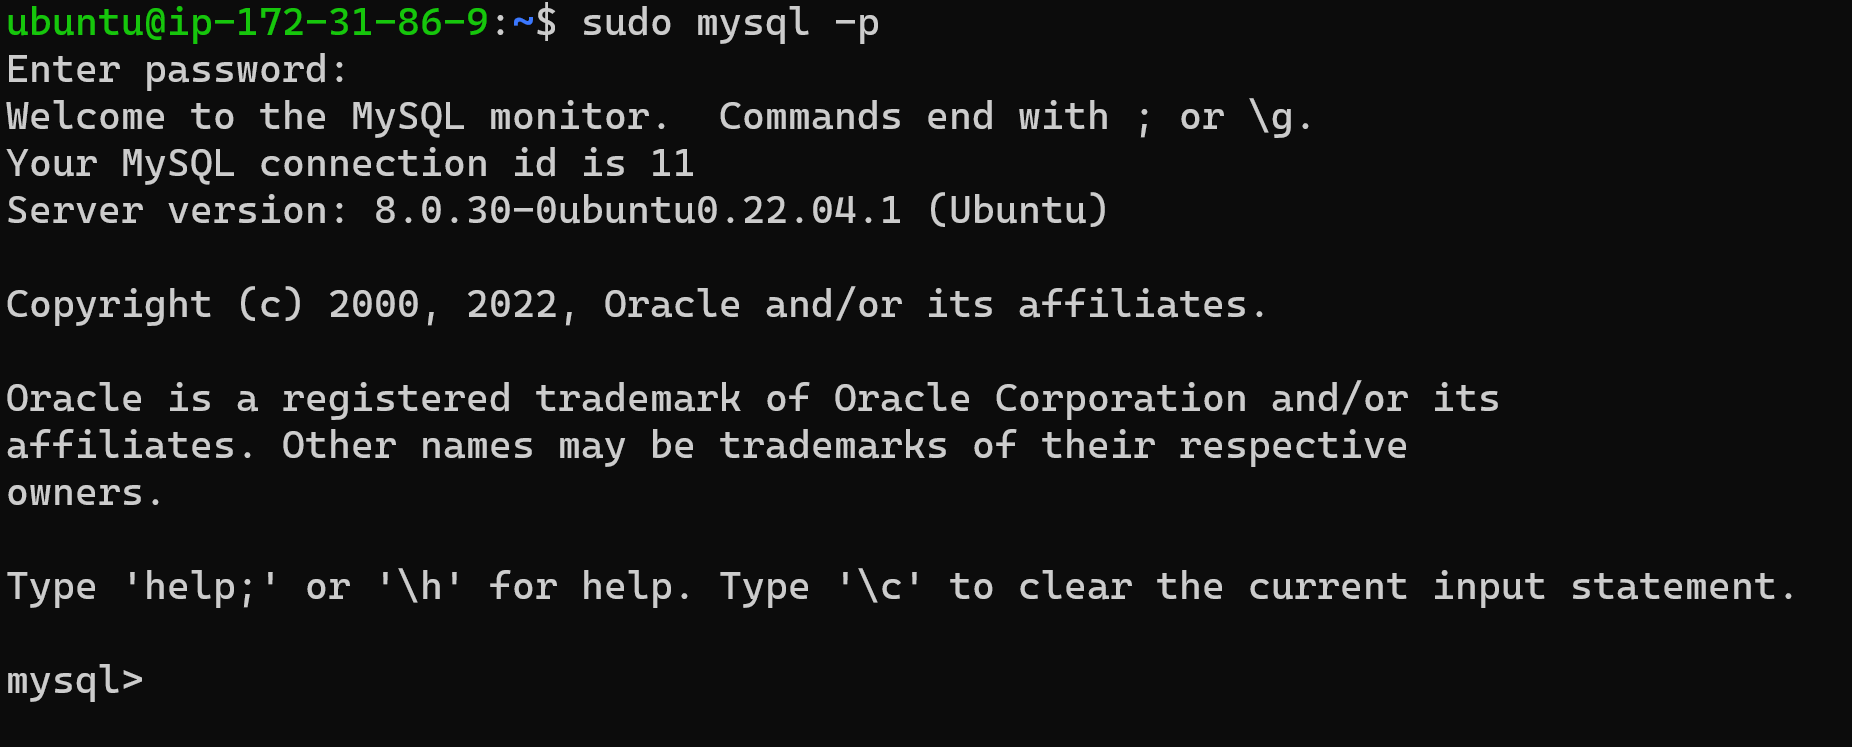 ubuntu@ip-172-31-86-9:~$ sudo mysql -p
Enter password:
Welcome to the MySQL monitor.  Commands end with ; or \g.
Your MySQL connection id is 11
Server version: 8.0.30-0ubuntu0.22.04.1 (Ubuntu)
Copyright (c) 2000, 2022, Oracle and/or its affiliates.
Oracle is a registered trademark of Oracle Corporation and/or its
affiliates. Other names may be trademarks of their respective
owners.
Type 'help;' or '\h' for help. Type '\c' to clear the current input statement.
mysql>